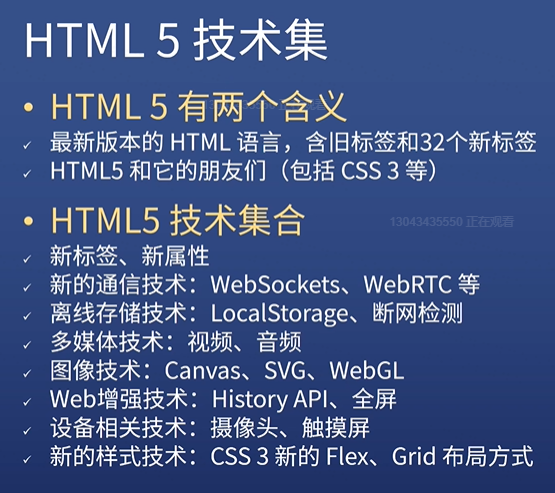 HTML 5 技术集
• HTML 5 有两个含义
✓ 最新版本的 HTML 语言，含旧标签和32个新标签
✓ HTML5 和它的朋友们（包括 CSS 3 等）
• HTML5 技术集合
13043435550 正在观看
✓ 新标签、新属性
✓ 新的通信技术：WebSockets、WebRTC 等
✓ 离线存储技术：LocalStorage、断网检测
✓ 多媒体技术：视频、音频
✓ 图像技术：Canvas、SVG、WebGL
✓ Web增强技术：History API、全屏
✓ 设备相关技术：摄像头、触摸屏
✓ 新的样式技术：CSS 3 新的 Flex、Grid 布局方式